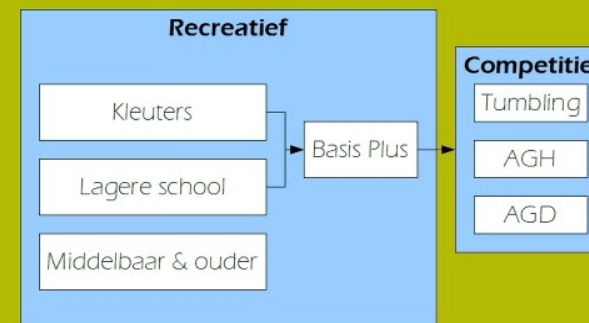 Recreatief
Kleuters
Lagere school
Middelbaar & ouder
Basis Plus
Competitie
Tumbling
AGH
AGD